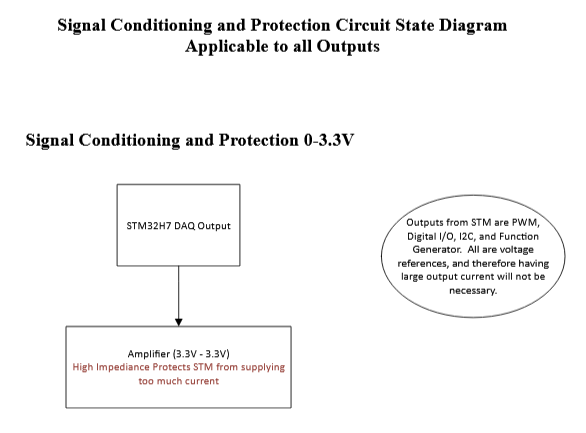 Signal Conditioning and Protection Circuit State Diagram
Applicable to all Outputs
Signal Conditioning and Protection 0-3.3V
STM32H7 DAQ Output
Outputs from STM are PWM,
Digital I/O, I2C, and Function
Generator.  All are voltage
references, and therefore having
large output current will not be
necessary.
Amplifier (3.3V - 3.3V)
High Impedance Protects STM from supplying
too much current